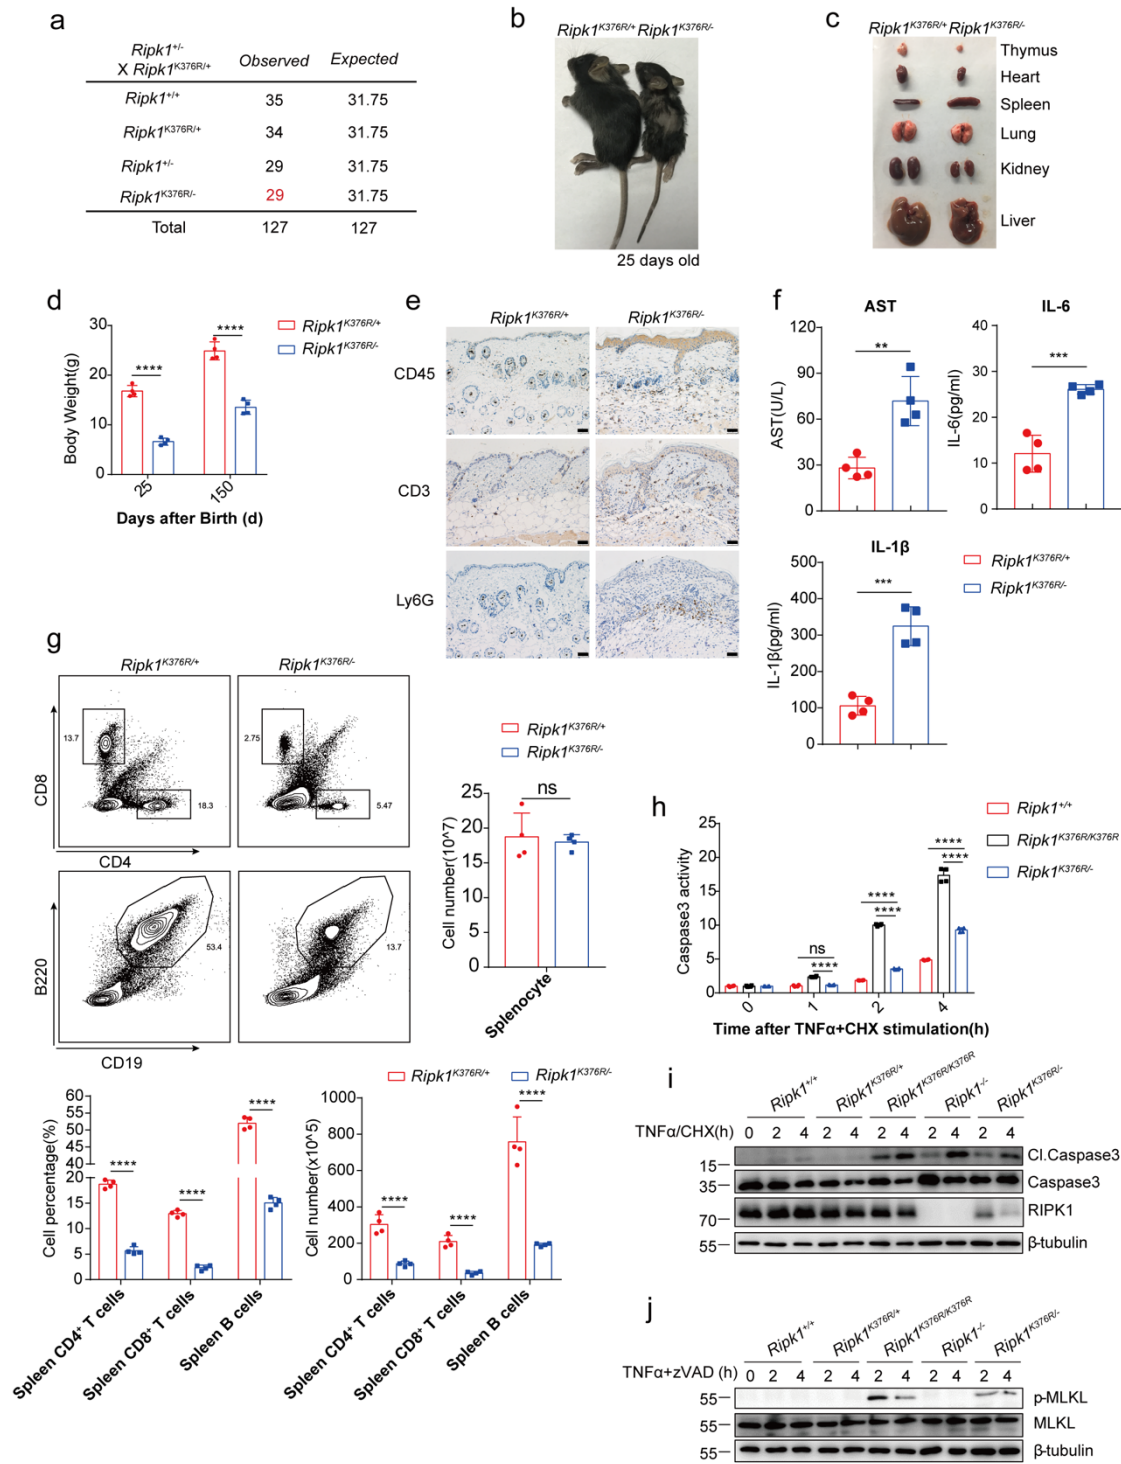 a
Ripk1+/-
X Ripk1K376R/+
Observed
Expected
Ripk1+/+ 35 31.75
Ripk1K376R/+ 34 31.75
Ripk1+/- 29 31.75
Ripk1K376R/- 29 31.75
Total 127 127
b
Ripk1K376R/+ Ripk1K376R/-
25 days old
c
Ripk1K376R/+ Ripk1K376R/-
Thymus
Heart
Spleen
Lung
Kidney
Liver
d
Body Weight(g)
30
20
10
0
****
****
25 150
Days after Birth (d)
Ripk1K376R/+
Ripk1K376R/-
e
Ripk1K376R/+ Ripk1K376R/-
CD45
CD3
Ly6G
f
AST
AST(U/L)
120
90
60
30
0
**
IL-6
IL-6(pg/ml)
40
30
20
10
0
***
IL-1β
IL-1β(pg/ml)
500
400
300
200
100
0
***
Ripk1K376R/+
Ripk1K376R/-
g
Ripk1K376R/+ Ripk1K376R/-
CD8
13.7
18.3
2.75
5.47
CD4
B220
53.4
13.7
CD19
Ripk1K376R/+
Ripk1K376R/-
Cell number(10^7)
25
20
15
10
5
0
ns
Splenocyte
Cell percentage(%)
60
55
50
45
40
35
30
20
15
10
5
0
****
****
****
Spleen CD4+ T cells
Spleen CD8+ T cells
Spleen B cells
Ripk1K376R/+ Ripk1K376R/-
Cell number(x10^5)
1000
800
600
400
200
0
****
****
****
Spleen CD4+ T cells
Spleen CD8+ T cells
Spleen B cells
h
Caspase3 activity
25
20
15
10
5
0
ns
****
****
****
****
****
0 1 2 4
Time after TNFα+CHX stimulation(h)
Ripk1+/+
Ripk1K376R/K376R
Ripk1K376R/-
i
Ripk1+/+ Ripk1K376R/+ Ripk1K376R/K376R Ripk1-/- Ripk1K376R/-
TNFα/CHX(h) 0 2 4 2 4 2 4 2 4 2 4
15 Cl.Caspase3
35 Caspase3
70 RIPK1
55 β-tubulin
j
Ripk1+/+ Ripk1K376R/+ Ripk1K376R/K376R Ripk1-/- Ripk1K376R/-
TNFα+zVAD (h) 0 2 4 2 4 2 4 2 4 2 4
55 p-MLKL
55 MLKL
55 β-tubulin